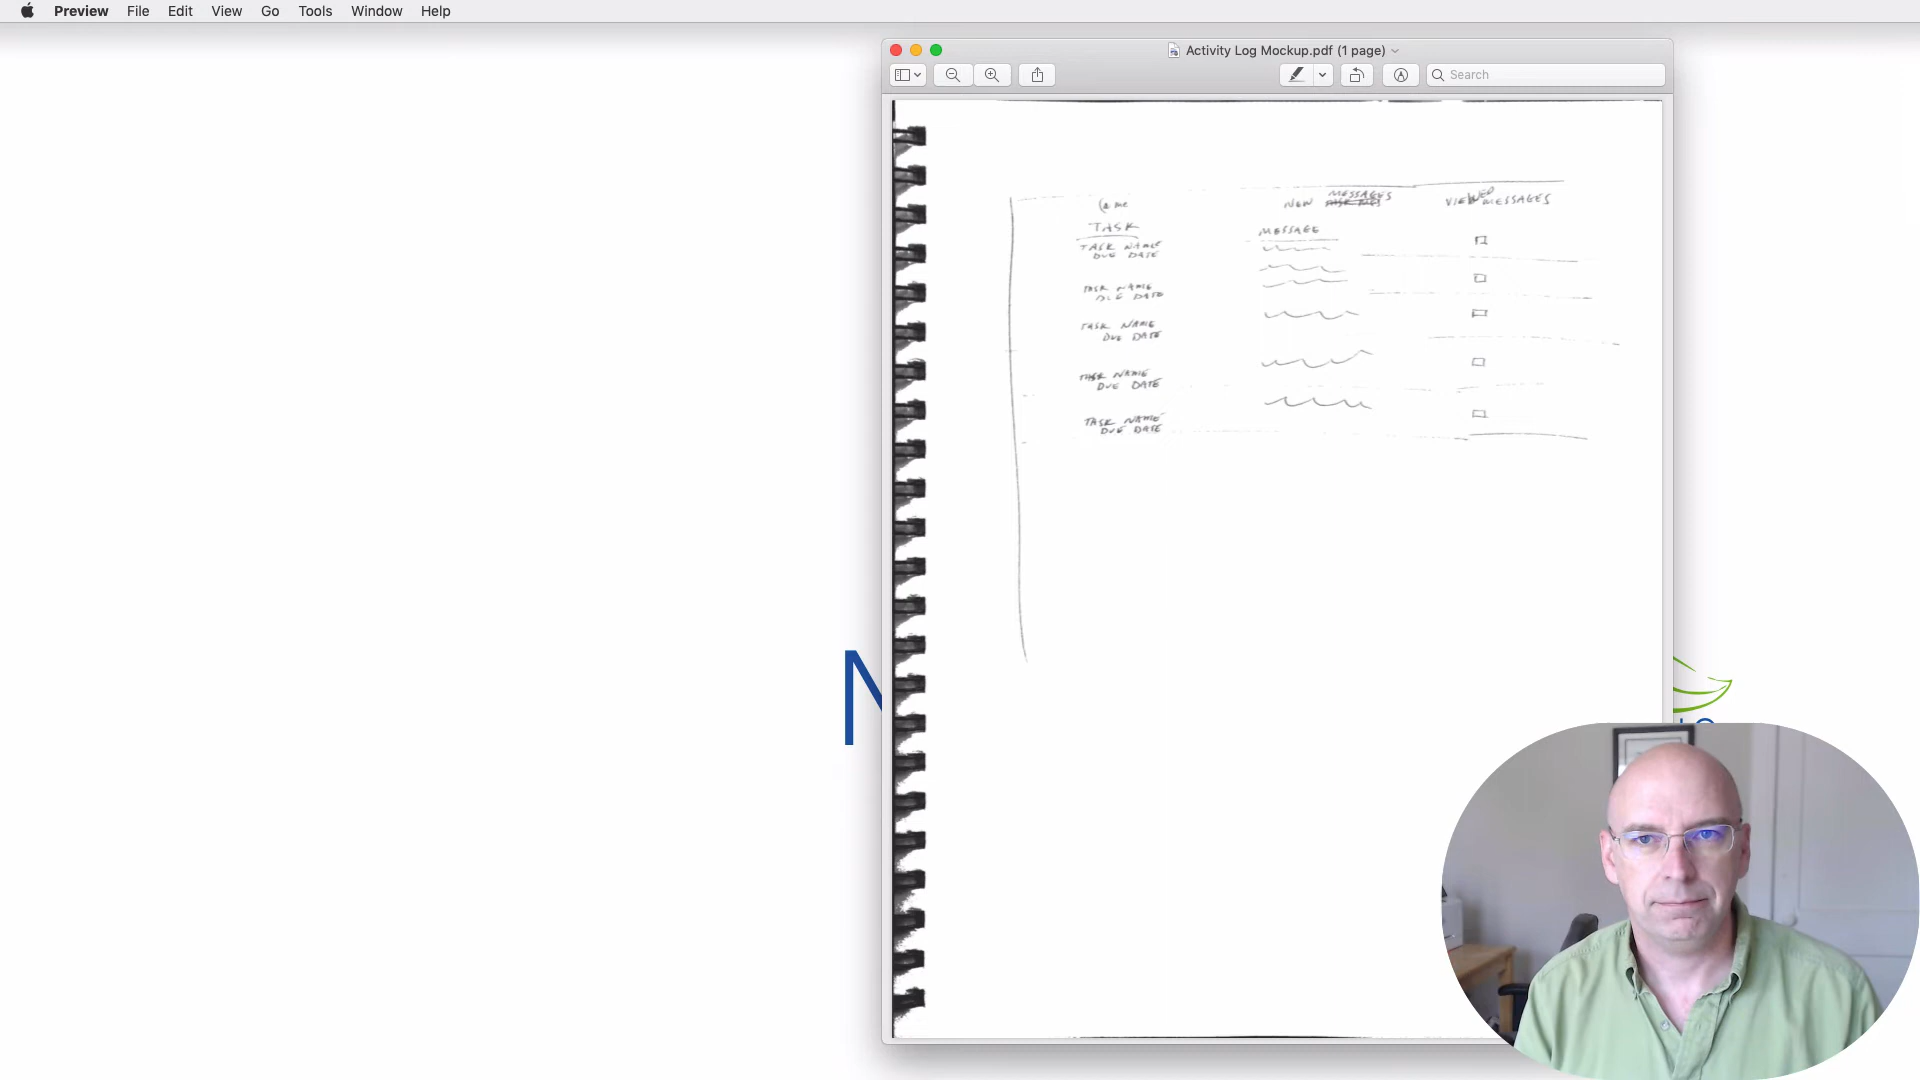 Preview File Edit View Go Tools Window Help
Activity Log Mockup.pdf (1 page)
Search
@ me
NEW MESSAGES
VIEWED MESSAGES
TASK
MESSAGE
TASK NAME
DUE DATE
TASK NAME
DUE DATE
TASK NAME
DUE DATE
TASK NAME
DUE DATE
TASK NAME
DUE DATE
N